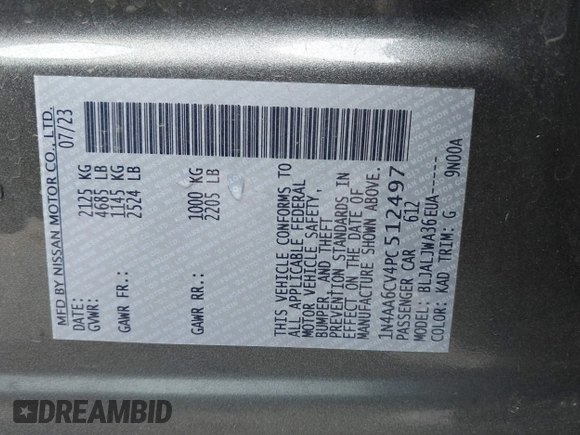 MFD BY NISSAN MOTOR CO., LTD.
DATE: 07/23
GVWR: 2125 KG
4685 LB
GAWR FR.: 1145 KG
2524 LB
GAWR RR.: 1000 KG
2205 LB
THIS VEHICLE CONFORMS TO
ALL APPLICABLE FEDERAL
MOTOR VEHICLE SAFETY,
BUMPER, AND THEFT
PREVENTION STANDARDS IN
EFFECT ON THE DATE OF
MANUFACTURE SHOWN ABOVE.
1N4AA6CV4PC512497
PASSENGER CAR 612
MODEL: BLJALJWA36EUA------
COLOR: KAD TRIM: G 9N00A
DREAMBID